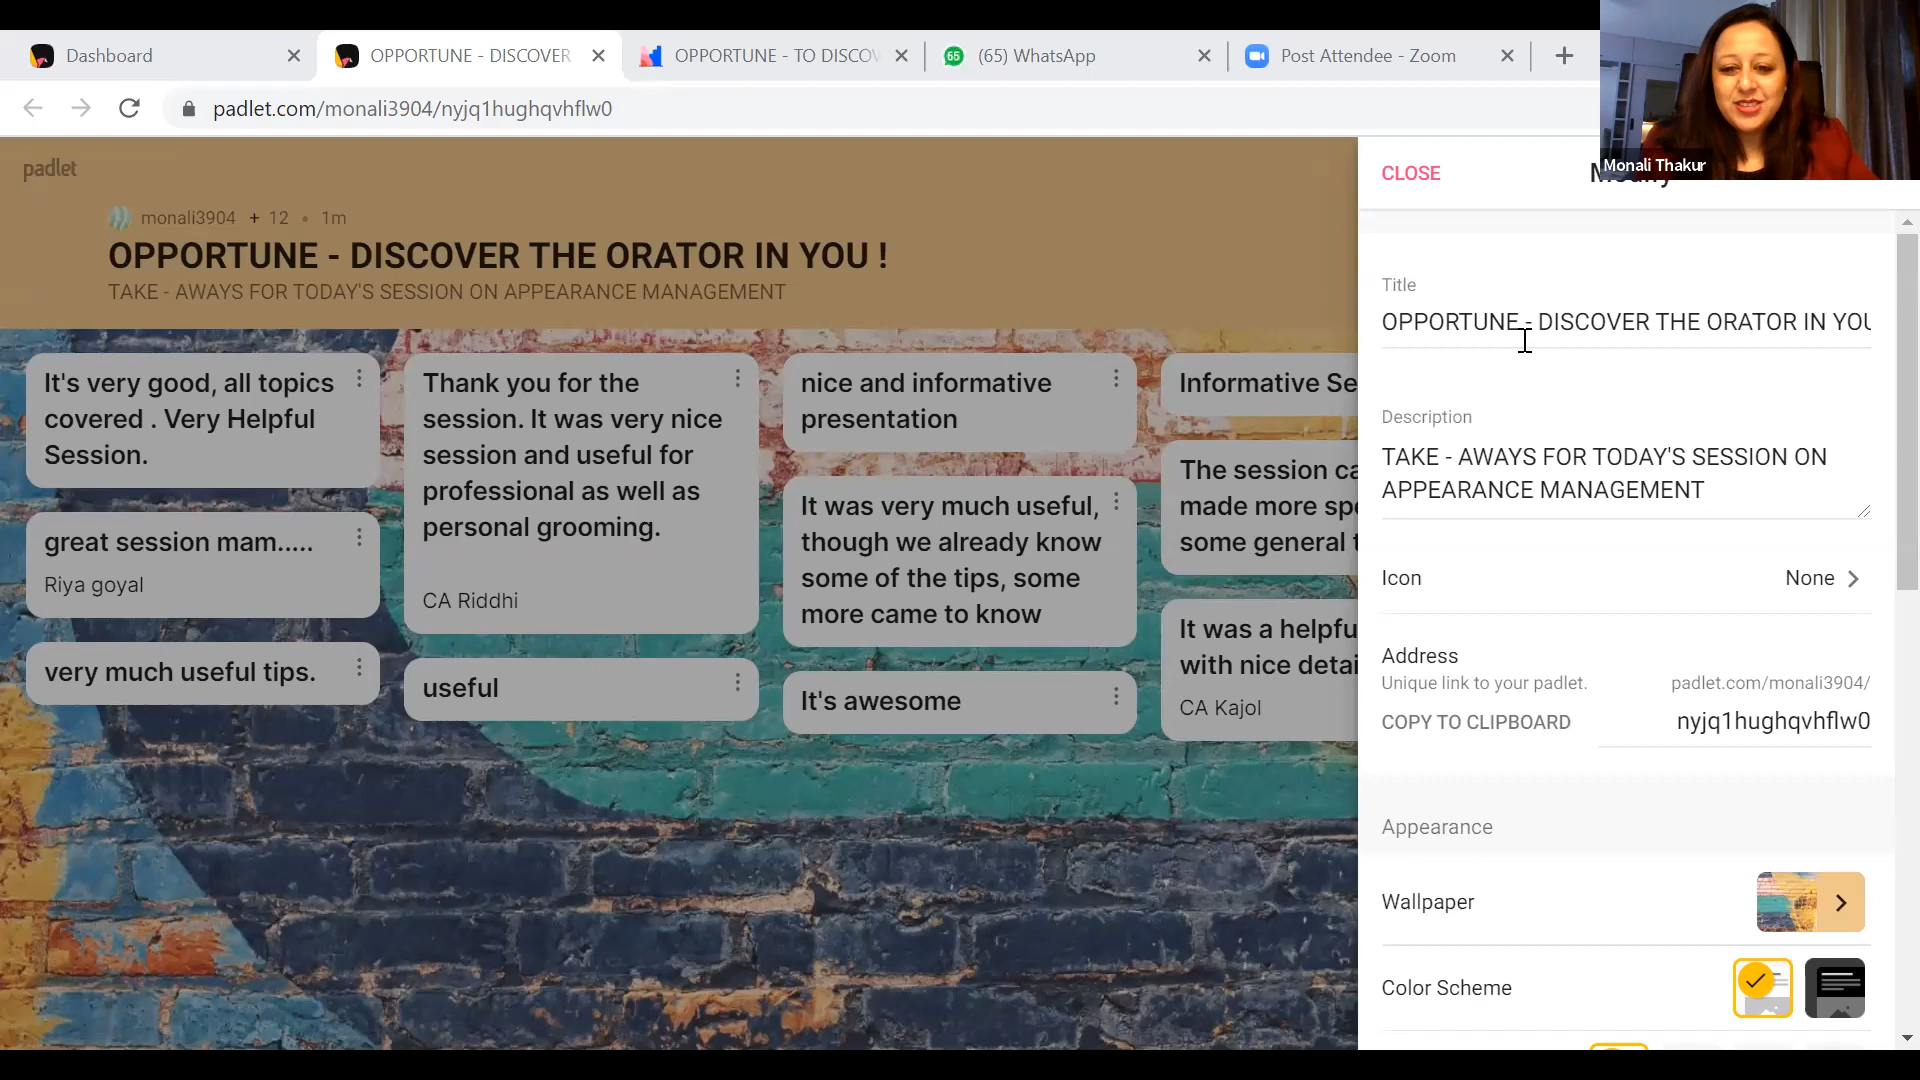 Dashboard
OPPORTUNE - DISCOVER
OPPORTUNE - TO DISCOV
65
(65) WhatsApp
Post Attendee - Zoom
padlet.com/monali3904/nyjq1hughqvhflw0
Monali Thakur
padlet
monali3904 + 12 • 1m
OPPORTUNE - DISCOVER THE ORATOR IN YOU !
TAKE - AWAYS FOR TODAY'S SESSION ON APPEARANCE MANAGEMENT
It's very good, all topics
covered . Very Helpful
Session.
great session mam.....
Riya goyal
very much useful tips.
Thank you for the
session. It was very nice
session and useful for
professional as well as
personal grooming.
CA Riddhi
useful
nice and informative
presentation
It was very much useful,
though we already know
some of the tips, some
more came to know
It's awesome
Informative Se
The session ca
made more spe
some general t
It was a helpfu
with nice detai
CA Kajol
CLOSE
Title
OPPORTUNE - DISCOVER THE ORATOR IN YOU
Description
TAKE - AWAYS FOR TODAY'S SESSION ON
APPEARANCE MANAGEMENT
Icon
None
Address
Unique link to your padlet.
padlet.com/monali3904/
COPY TO CLIPBOARD
nyjq1hughqvhflw0
Appearance
Wallpaper
Color Scheme